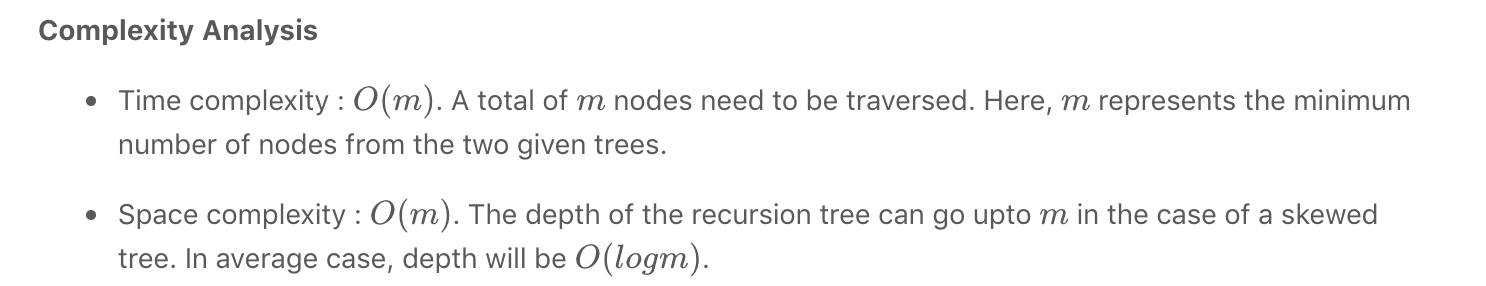 Complexity Analysis
• Time complexity : O(m). A total of m nodes need to be traversed. Here, m represents the minimum
number of nodes from the two given trees.
• Space complexity : O(m). The depth of the recursion tree can go upto m in the case of a skewed
tree. In average case, depth will be O(logm).